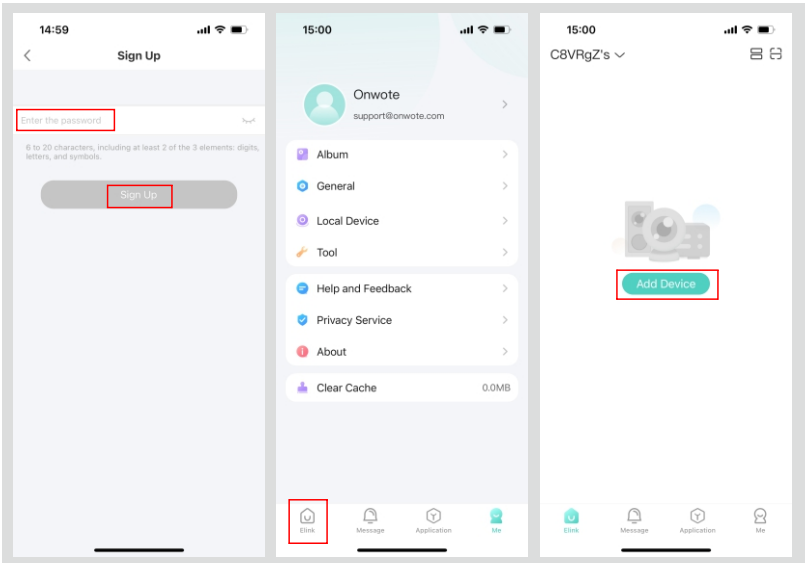 14:59
Sign Up
Enter the password
6 to 20 characters, including at least 2 of the 3 elements: digits,
letters, and symbols.
Sign Up
15:00
Onwote
support@onwote.com
Album
General
Local Device
Tool
Help and Feedback
Privacy Service
About
Clear Cache 0.0MB
Elink Message Application Me
15:00
C8VRgZ's
Add Device
Elink Message Application Me